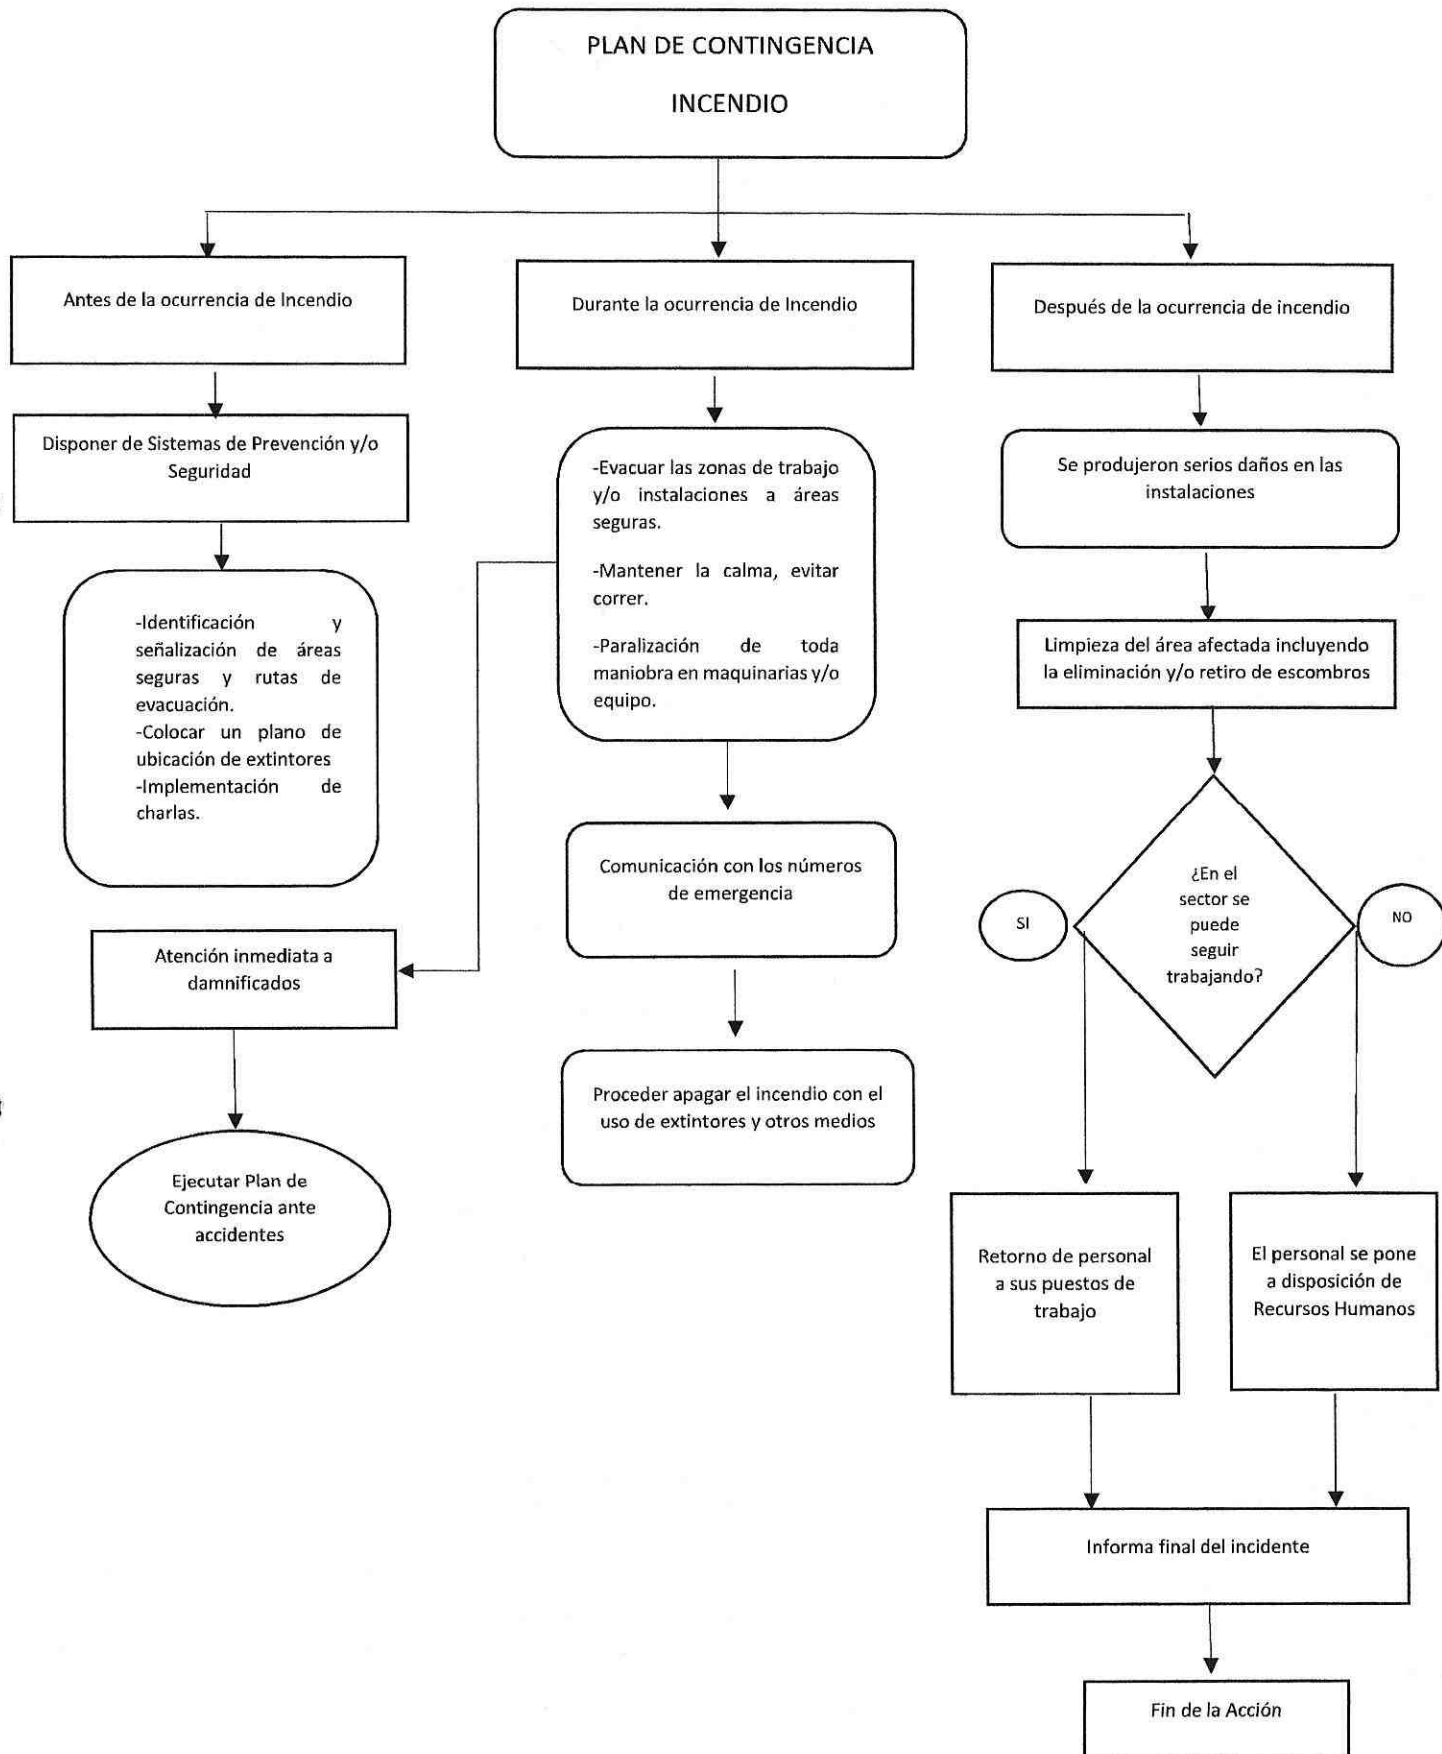 PLAN DE CONTINGENCIA
INCENDIO
Antes de la ocurrencia de Incendio
Disponer de Sistemas de Prevención y/o
Seguridad
-Identificación y
señalización de áreas
seguras y rutas de
evacuación.
-Colocar un plano de
ubicación de extintores
-Implementación de
charlas.
Atención inmediata a
damnificados
Ejecutar Plan de
Contingencia ante
accidentes
Durante la ocurrencia de Incendio
-Evacuar las zonas de trabajo
y/o instalaciones a áreas
seguras.
-Mantener la calma, evitar
correr.
-Paralización de toda
maniobra en maquinarias y/o
equipo.
Comunicación con los números
de emergencia
Proceder apagar el incendio con el
uso de extintores y otros medios
Después de la ocurrencia de incendio
Se produjeron serios daños en las
instalaciones
Limpieza del área afectada incluyendo
la eliminación y/o retiro de escombros
¿En el
sector se
puede
seguir
trabajando?
SI
NO
Retorno de personal
a sus puestos de
trabajo
El personal se pone
a disposición de
Recursos Humanos
Informa final del incidente
Fin de la Acción